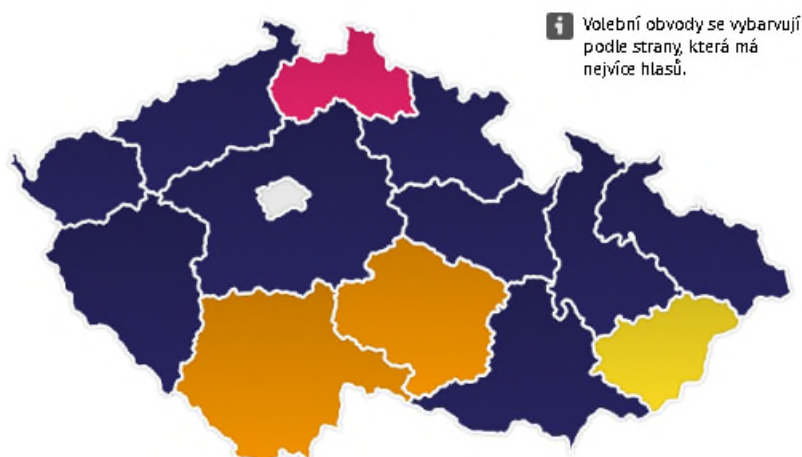 Volební obvody se vybarvují
podle strany, která má
nejvíce hlasů.